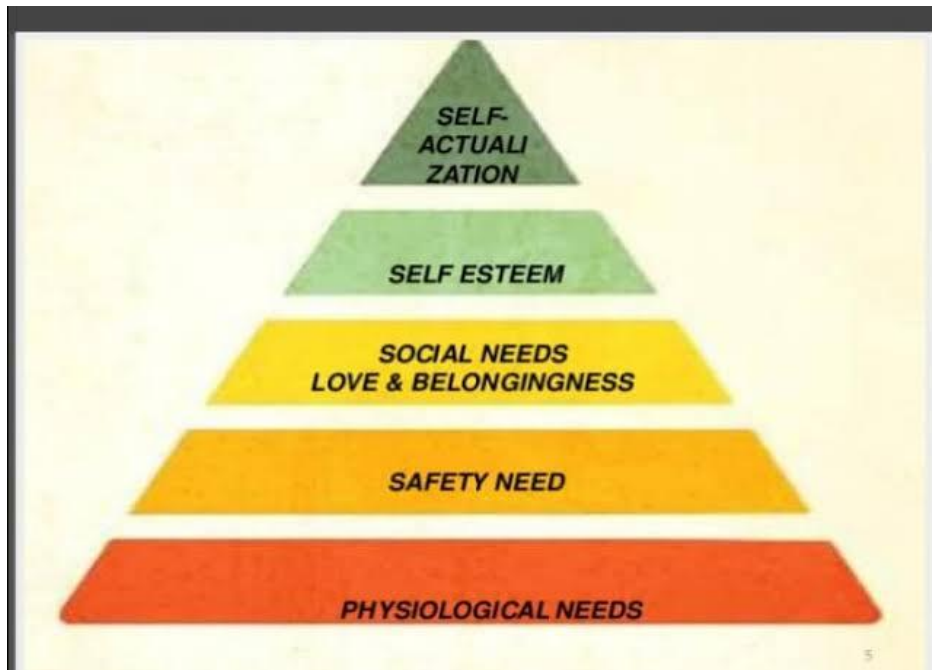 SELF-
ACTUALI
ZATION
SELF ESTEEM
SOCIAL NEEDS
LOVE & BELONGINGNESS
SAFETY NEED
PHYSIOLOGICAL NEEDS
5